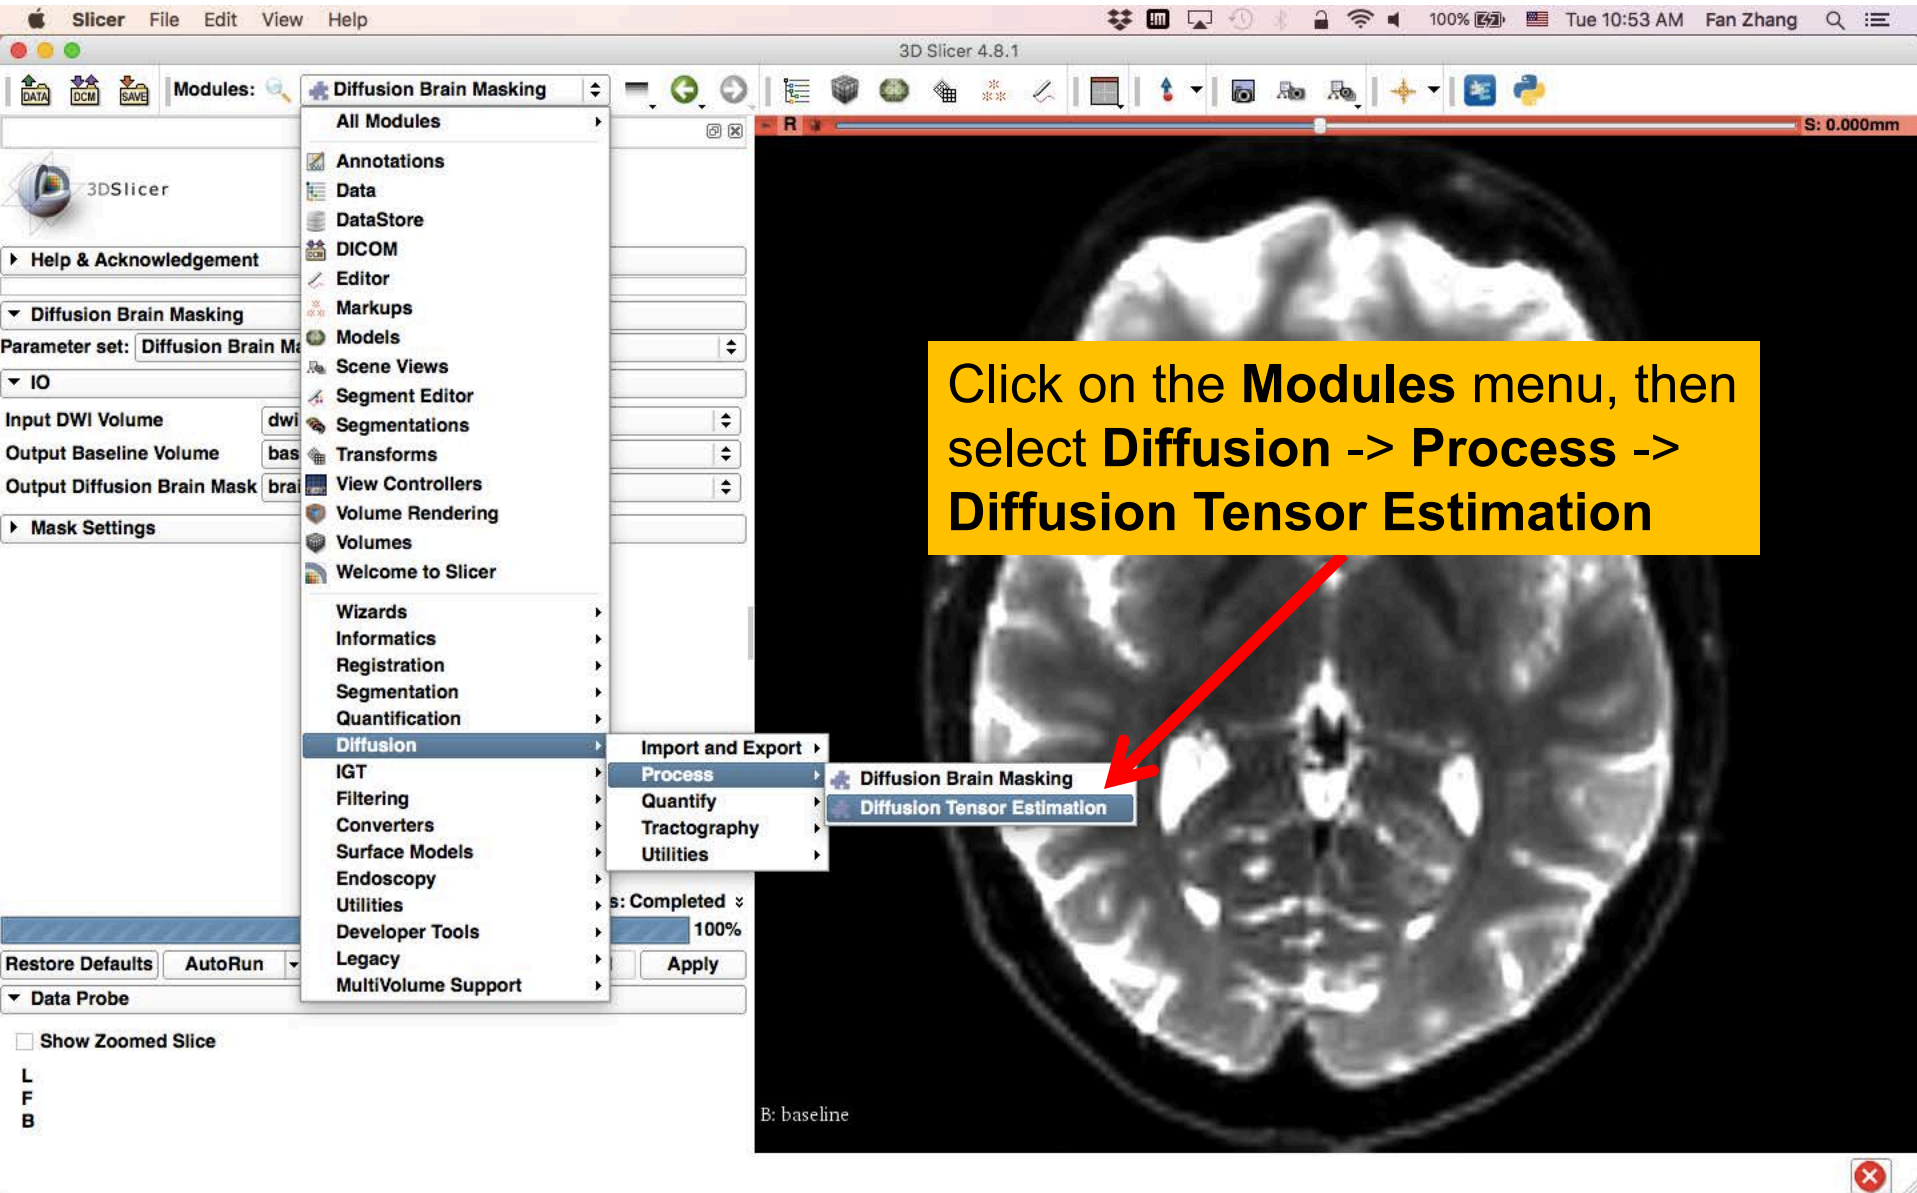 Slicer File Edit View Help 100% Tue 10:53 AM Fan Zhang
3D Slicer 4.8.1
DATA DCM SAVE Modules: Diffusion Brain Masking
R S: 0.000mm
3DSlicer
Help & Acknowledgement
Diffusion Brain Masking
Parameter set: Diffusion Brain Ma
IO
Input DWI Volume dwi
Output Baseline Volume bas
Output Diffusion Brain Mask brai
Mask Settings
All Modules
Annotations
Data
DataStore
DICOM
Editor
Markups
Models
Scene Views
Segment Editor
Segmentations
Transforms
View Controllers
Volume Rendering
Volumes
Welcome to Slicer
Wizards
Informatics
Registration
Segmentation
Quantification
Diffusion
IGT
Filtering
Converters
Surface Models
Endoscopy
Utilities
Developer Tools
Legacy
MultiVolume Support
Import and Export
Process
Quantify
Tractography
Utilities
Diffusion Brain Masking
Diffusion Tensor Estimation
Click on the Modules menu, then
select Diffusion -> Process ->
Diffusion Tensor Estimation
s: Completed
100%
Restore Defaults AutoRun Apply
Data Probe
Show Zoomed Slice
L
F
B
B: baseline